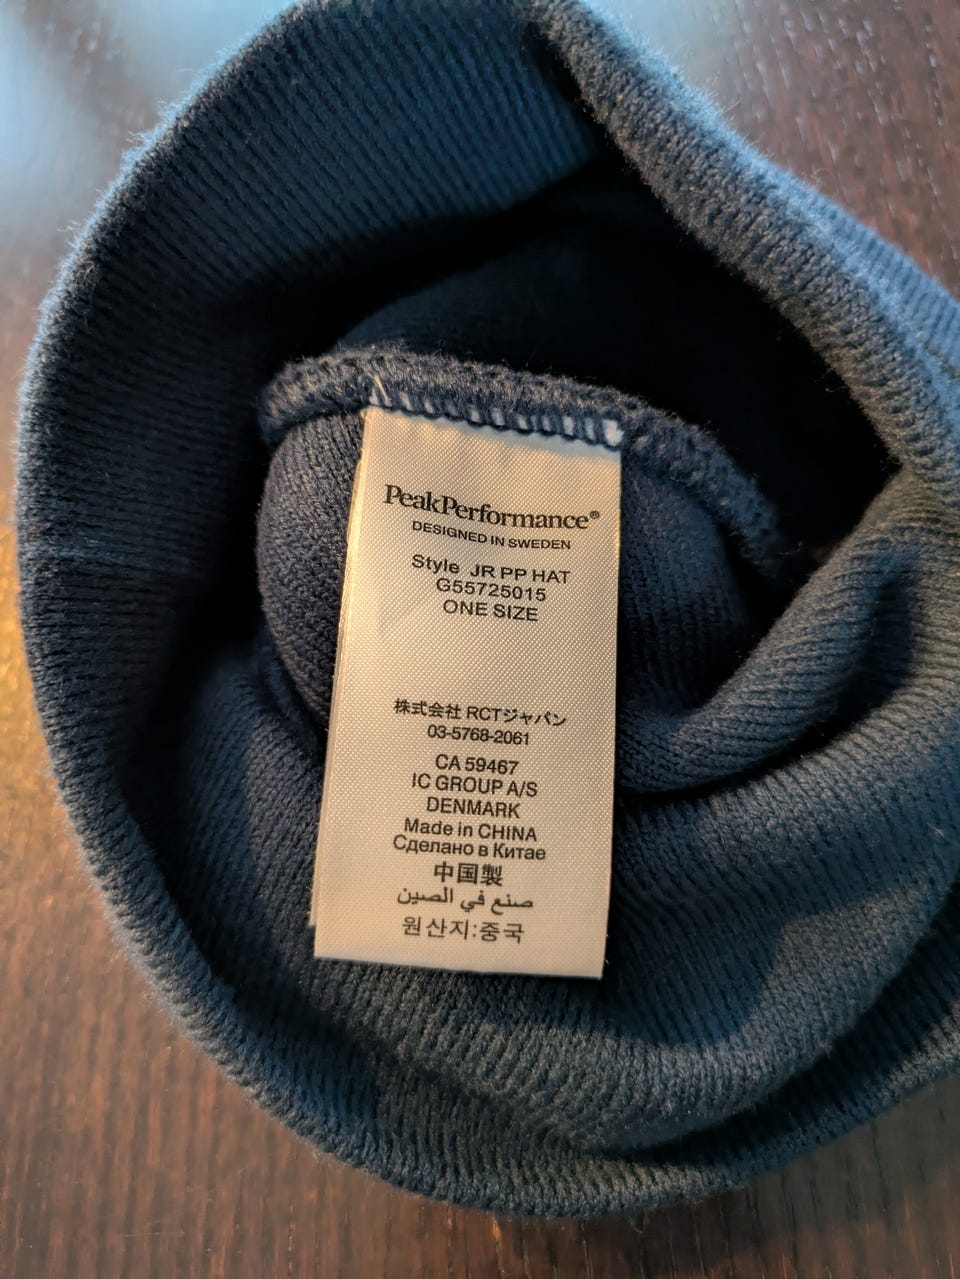 PeakPerformance®
DESIGNED IN SWEDEN
Style JR PP HAT
G55725015
ONE SIZE
株式会社 RCTジャパン
03-5768-2061
CA 59467
IC GROUP A/S
DENMARK
Made in CHINA
Сделано в Китае
中国製
صنع في الصين
원산지:중국